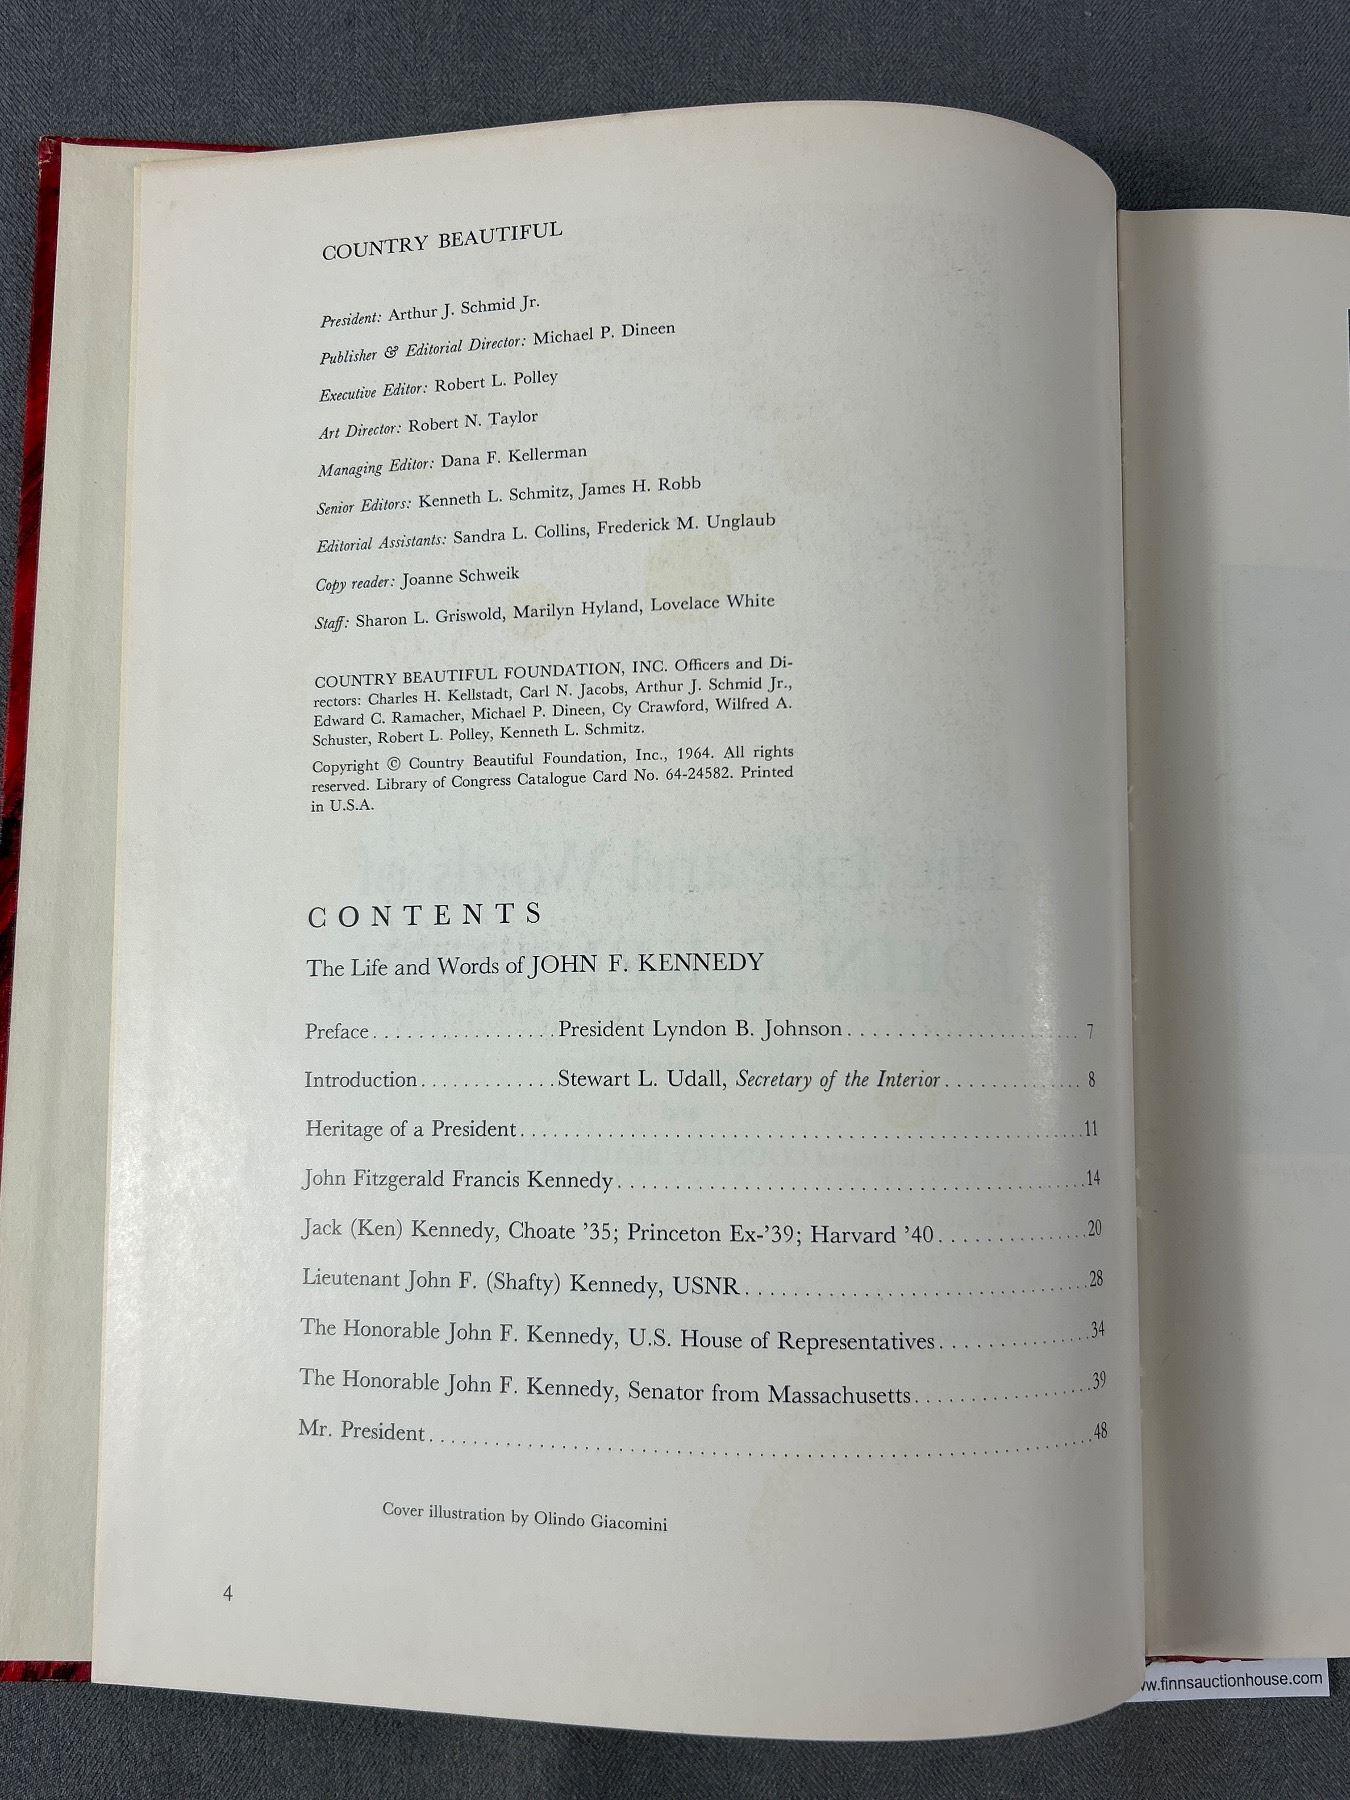 COUNTRY BEAUTIFUL
President: Arthur J. Schmid Jr.
Publisher & Editorial Director: Michael P. Dineen
Executive Editor: Robert L. Polley
Art Director: Robert N. Taylor
Managing Editor: Dana F. Kellerman
Senior Editors: Kenneth L. Schmitz, James H. Robb
Editorial Assistants: Sandra L. Collins, Frederick M. Unglaub
Copy reader: Joanne Schweik
Staff: Sharon L. Griswold, Marilyn Hyland, Lovelace White
COUNTRY BEAUTIFUL FOUNDATION, INC. Officers and Di-
rectors: Charles H. Kellstadt, Carl N. Jacobs, Arthur J. Schmid Jr.,
Edward C. Ramacher, Michael P. Dineen, Cy Crawford, Wilfred A.
Schuster, Robert L. Polley, Kenneth L. Schmitz.
Copyright © Country Beautiful Foundation, Inc., 1964. All rights
reserved. Library of Congress Catalogue Card No. 64-24582. Printed
in U.S.A.
CONTENTS
The Life and Words of JOHN F. KENNEDY
Preface.................President Lyndon B. Johnson.................... 7
Introduction.............Stewart L. Udall, Secretary of the Interior............. 8
Heritage of a President..................................................11
John Fitzgerald Francis Kennedy..........................................14
Jack (Ken) Kennedy, Choate '35; Princeton Ex-'39; Harvard '40..............20
Lieutenant John F. (Shafty) Kennedy, USNR...............................28
The Honorable John F. Kennedy, U.S. House of Representatives..............34
The Honorable John F. Kennedy, Senator from Massachusetts................39
Mr. President..........................................................48
Cover illustration by Olindo Giacomini
4
w.finnsauctionhouse.com